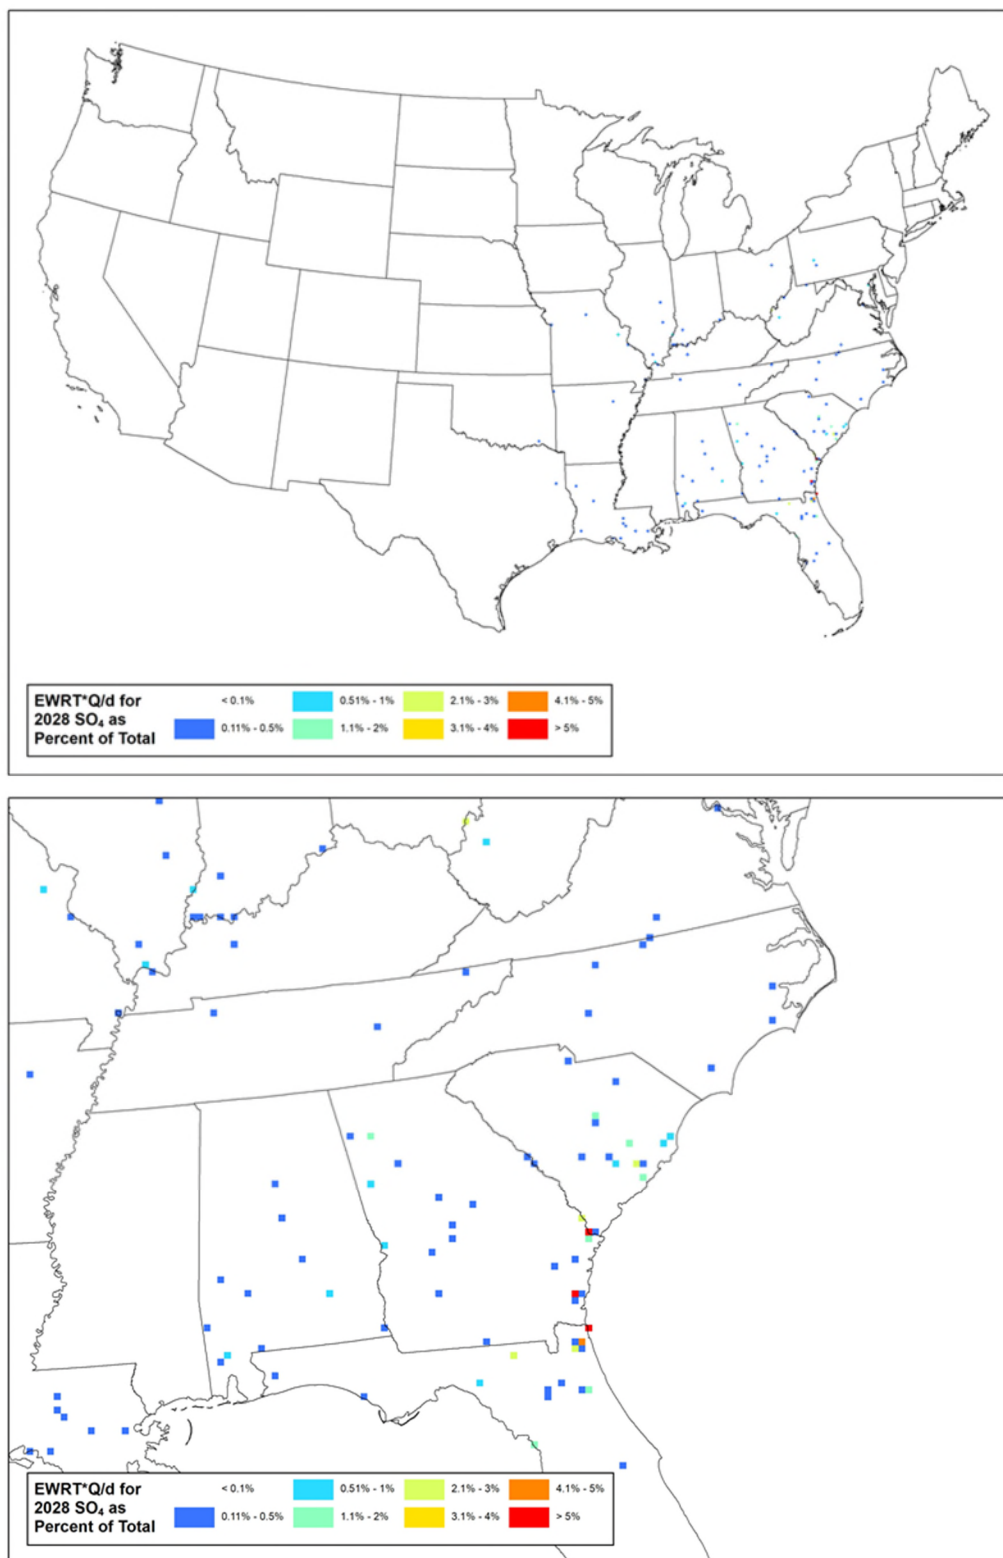 EWRT*Q/d for
2028 SO₄ as
Percent of Total
< 0.1% 0.51% - 1% 2.1% - 3% 4.1% - 5%
0.11% - 0.5% 1.1% - 2% 3.1% - 4% > 5%
EWRT*Q/d for
2028 SO₄ as
Percent of Total
< 0.1% 0.51% - 1% 2.1% - 3% 4.1% - 5%
0.11% - 0.5% 1.1% - 2% 3.1% - 4% > 5%